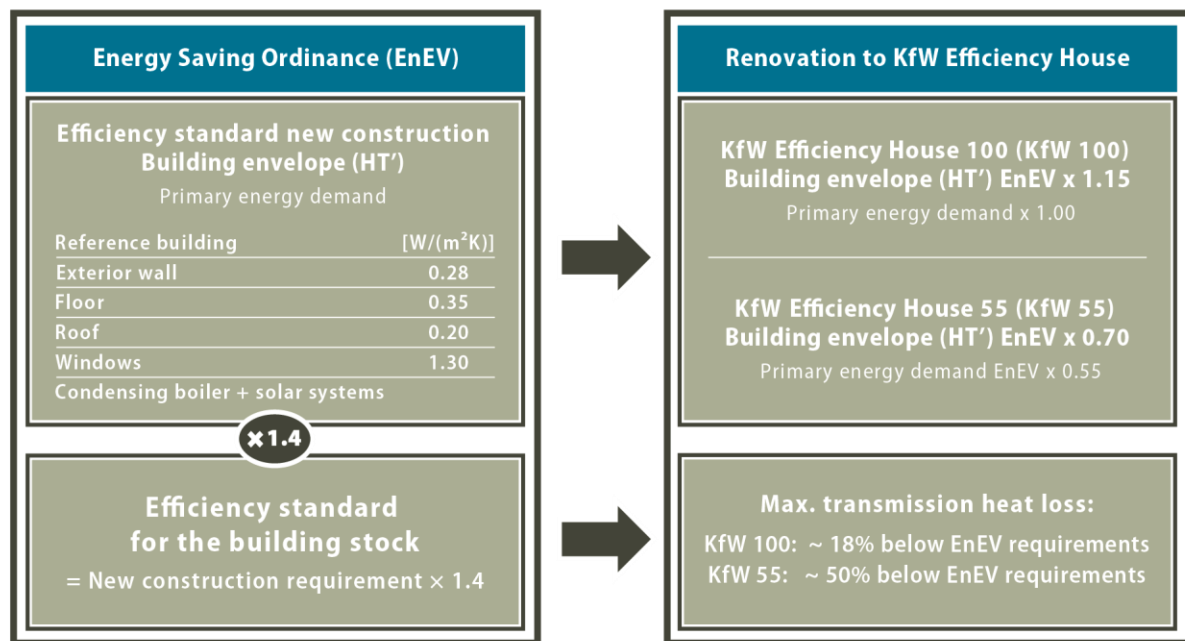 Energy Saving Ordinance (EnEV)
Efficiency standard new construction
Building envelope (HT′)
Primary energy demand
Reference building [W/(m²K)]
Exterior wall 0.28
Floor 0.35
Roof 0.20
Windows 1.30
Condensing boiler + solar systems
×1.4
Efficiency standard
for the building stock
= New construction requirement × 1.4
Renovation to KfW Efficiency House
KfW Efficiency House 100 (KfW 100)
Building envelope (HT′) EnEV x 1.15
Primary energy demand x 1.00
KfW Efficiency House 55 (KfW 55)
Building envelope (HT′) EnEV x 0.70
Primary energy demand EnEV x 0.55
Max. transmission heat loss:
KfW 100: ~ 18% below EnEV requirements
KfW 55: ~ 50% below EnEV requirements